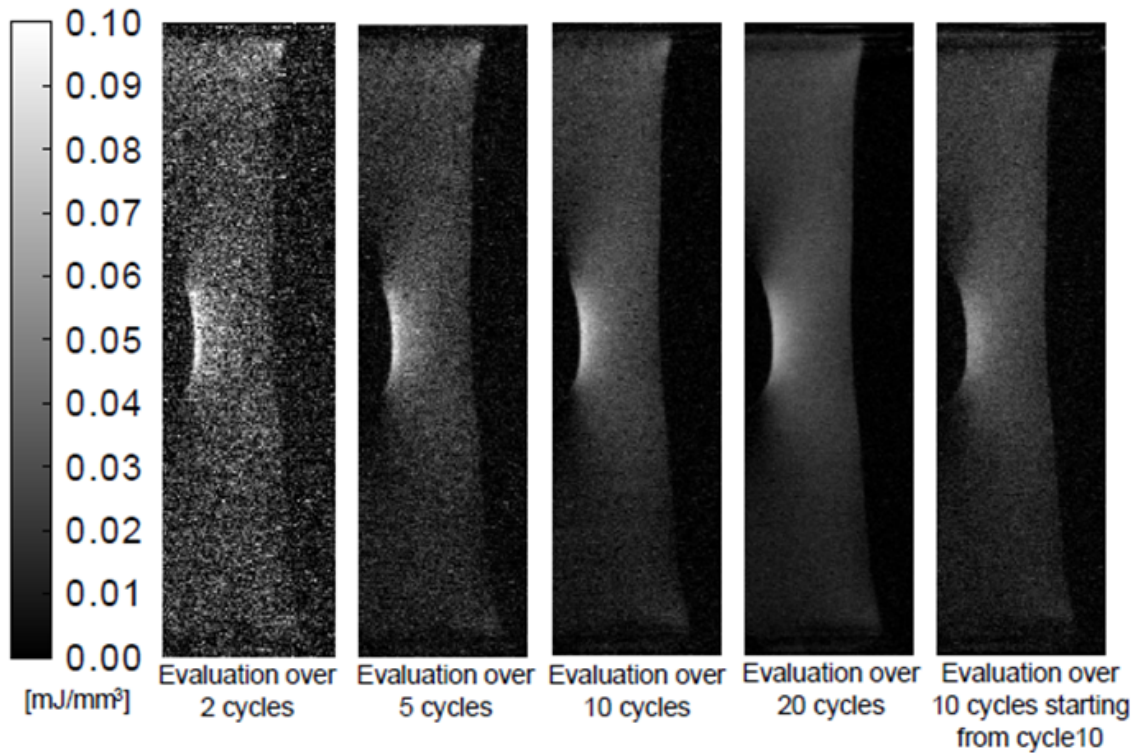 0.10
0.09
0.08
0.07
0.06
0.05
0.04
0.03
0.02
0.01
0.00
[mJ/mm³]
Evaluation over
2 cycles
Evaluation over
5 cycles
Evaluation over
10 cycles
Evaluation over
20 cycles
Evaluation over
10 cycles starting
from cycle10